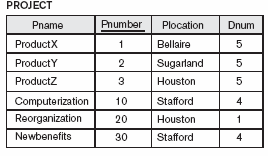 PROJECT
Pname Pnumber Plocation Dnum
ProductX 1 Bellaire 5
ProductY 2 Sugarland 5
ProductZ 3 Houston 5
Computerization 10 Stafford 4
Reorganization 20 Houston 1
Newbenefits 30 Stafford 4